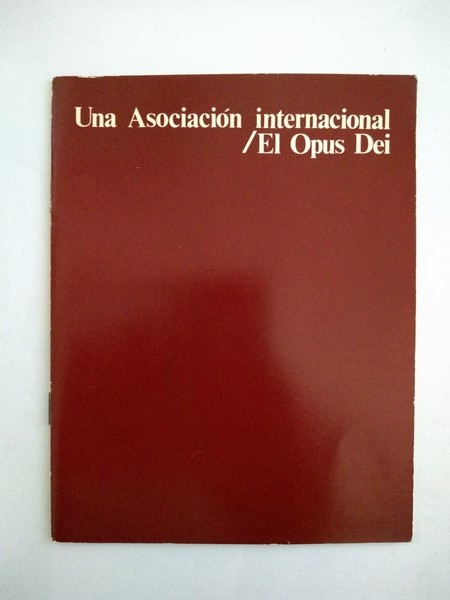 Una Asociación internacional
/El Opus Dei